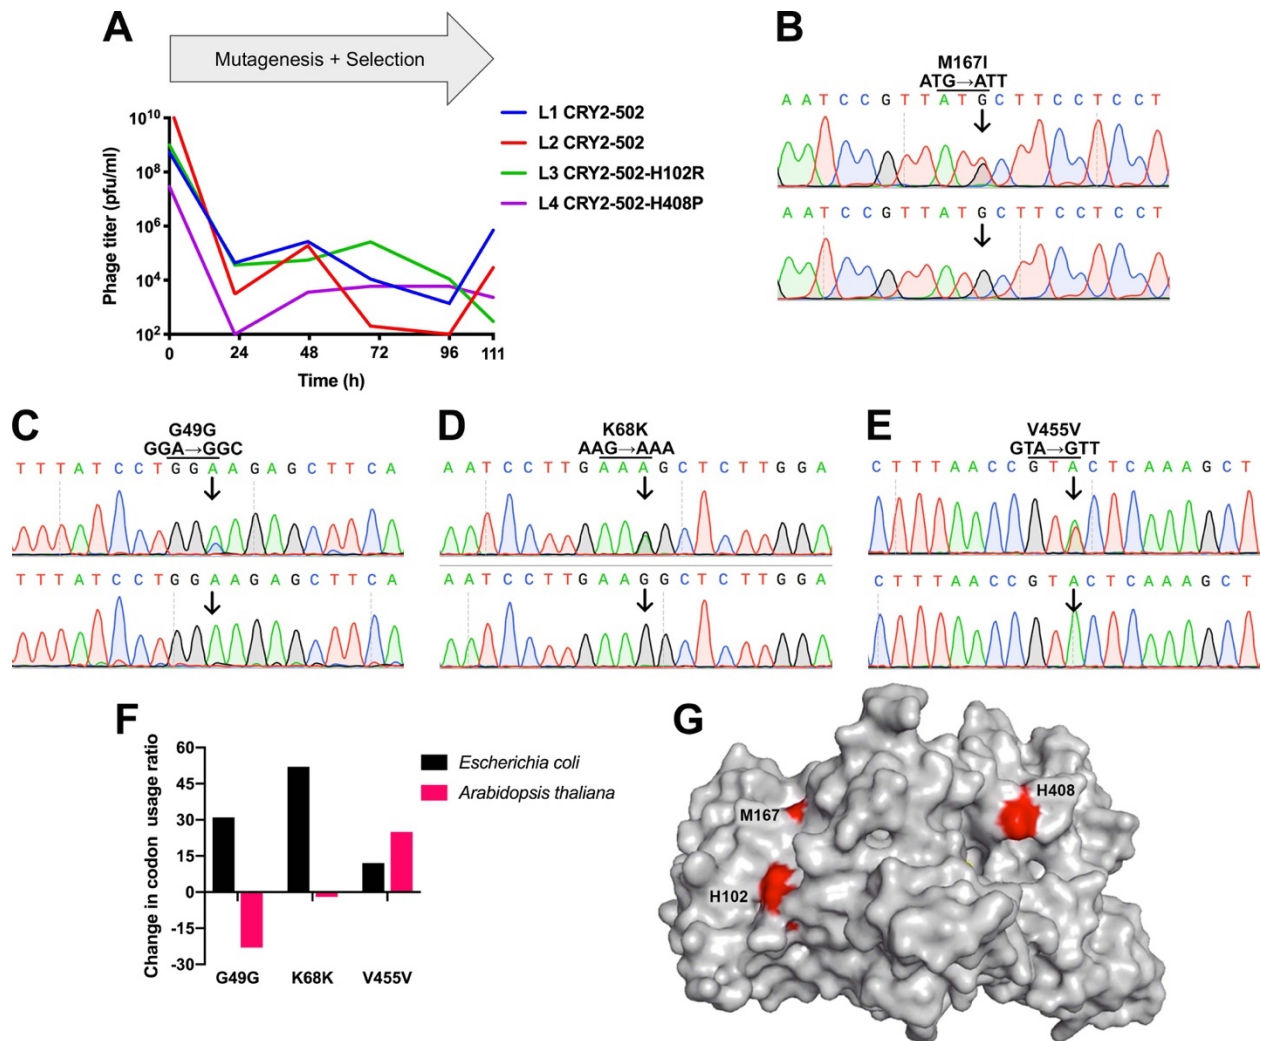 A
Mutagenesis + Selection
Phage titer (pfu/ml)
10^10
10^8
10^6
10^4
10^2
0
24
48
72
96
111
Time (h)
L1 CRY2-502
L2 CRY2-502
L3 CRY2-502-H102R
L4 CRY2-502-H408P
B
M167I
ATG→ATT
A A T C C G T T A T G C T T C C T C C T
A A T C C G T T A T G C T T C C T C C T
C
G49G
GGA→GGC
T T T A T C C T G G A A G A G C T T C A
T T T A T C C T G G A A G A G C T T C A
D
K68K
AAG→AAA
A A T C C T T G A A A G C T C T T G G A
A A T C C T T G A A G G C T C T T G G A
E
V455V
GTA→GTT
C T T T A A C C G T A C T C A A A G C T
C T T T A A C C G T A C T C A A A G C T
F
Change in codon usage ratio
60
45
30
15
0
-15
-30
G49G
K68K
V455V
Escherichia coli
Arabidopsis thaliana
G
M167
H102
H408